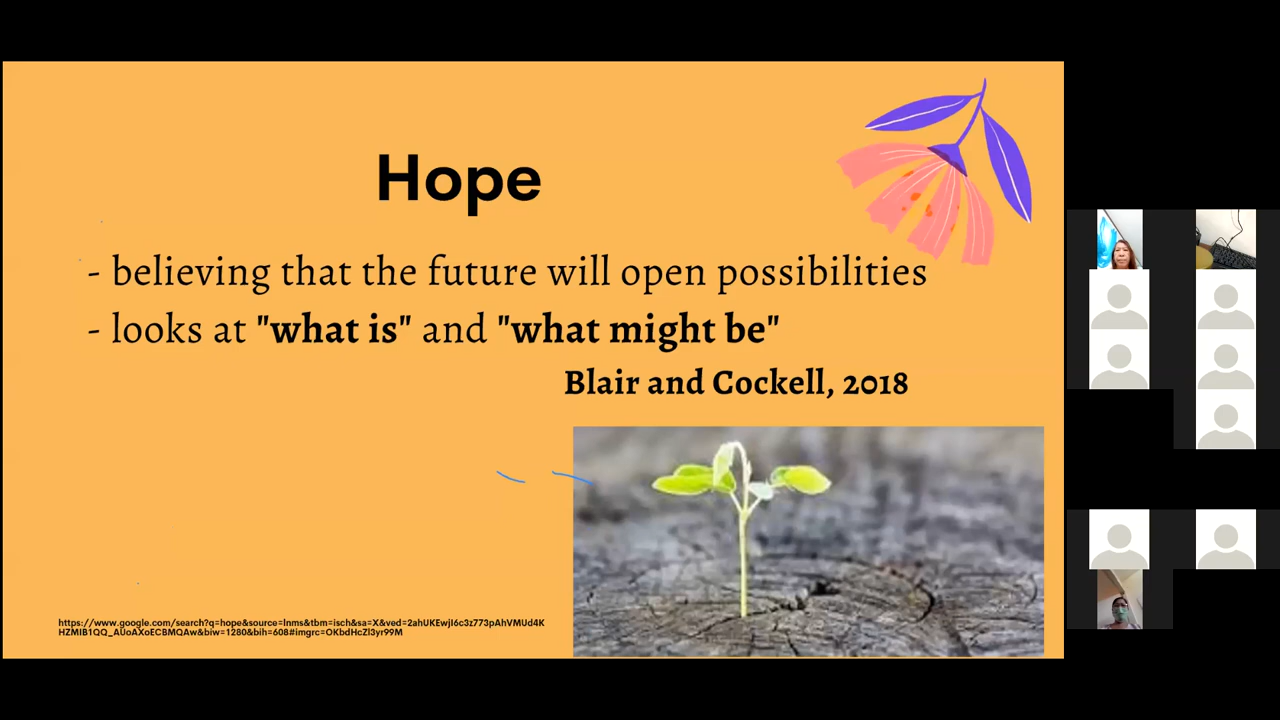 Hope
- believing that the future will open possibilities
- looks at "what is" and "what might be"
Blair and Cockell, 2018
https://www.google.com/search?q=hope&source=lnms&tbm=isch&sa=X&ved=2ahUKEwjI6c3z773pAhVMUd4K
HZMIB1QQ_AUoAXoECBMQAw&biw=1280&bih=608#imgrc=OKbdHcZl3yr99M